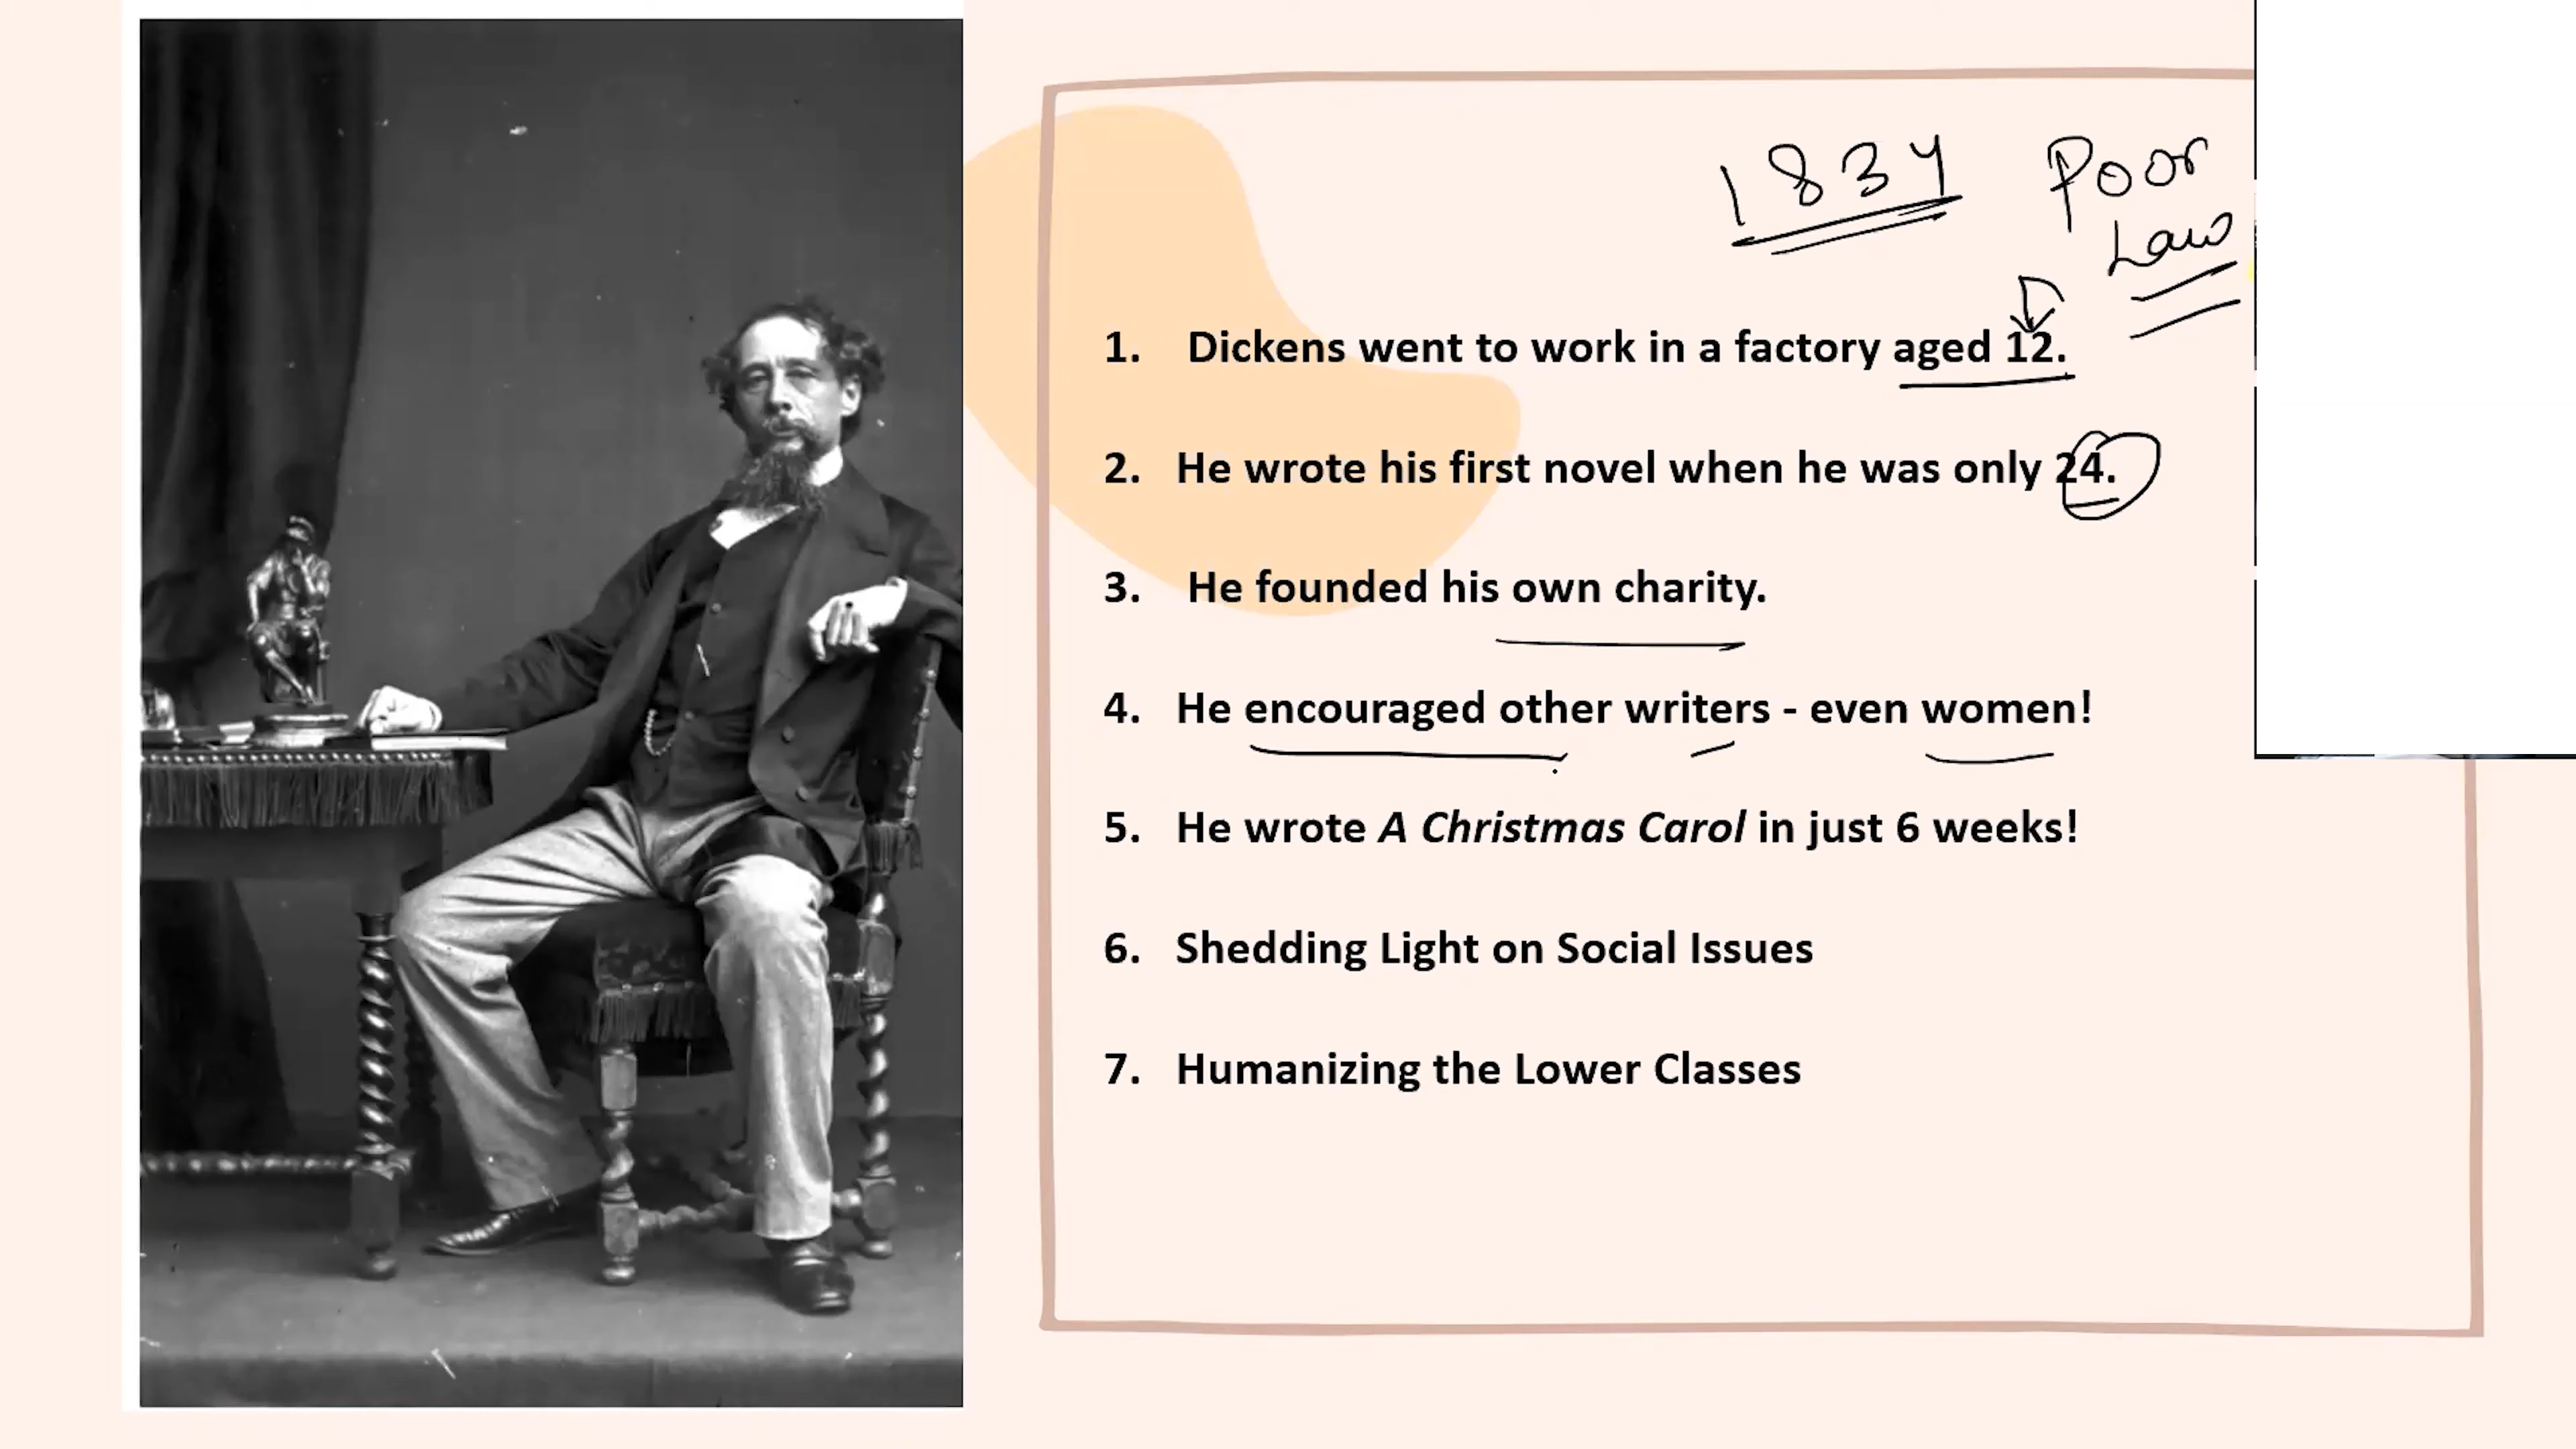 1834 Poor
Law
1. Dickens went to work in a factory aged 12.
2. He wrote his first novel when he was only 24.
3. He founded his own charity.
4. He encouraged other writers - even women!
5. He wrote A Christmas Carol in just 6 weeks!
6. Shedding Light on Social Issues
7. Humanizing the Lower Classes